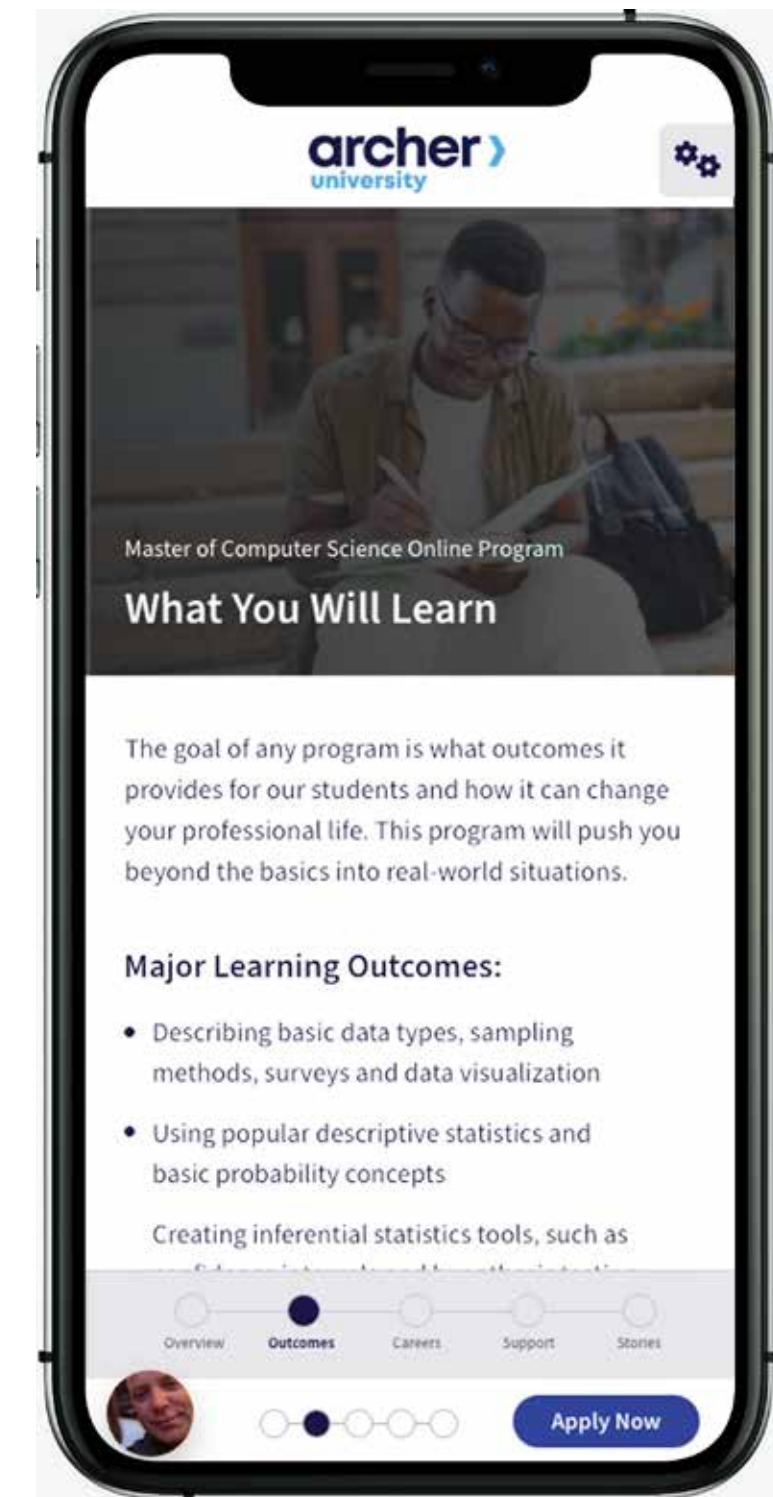 archer
university
Master of Computer Science Online Program
What You Will Learn
The goal of any program is what outcomes it
provides for our students and how it can change
your professional life. This program will push you
beyond the basics into real-world situations.
Major Learning Outcomes:
• Describing basic data types, sampling
methods, surveys and data visualization
• Using popular descriptive statistics and
basic probability concepts
Creating inferential statistics tools, such as
Overview Outcomes Careers Support Stories
Apply Now